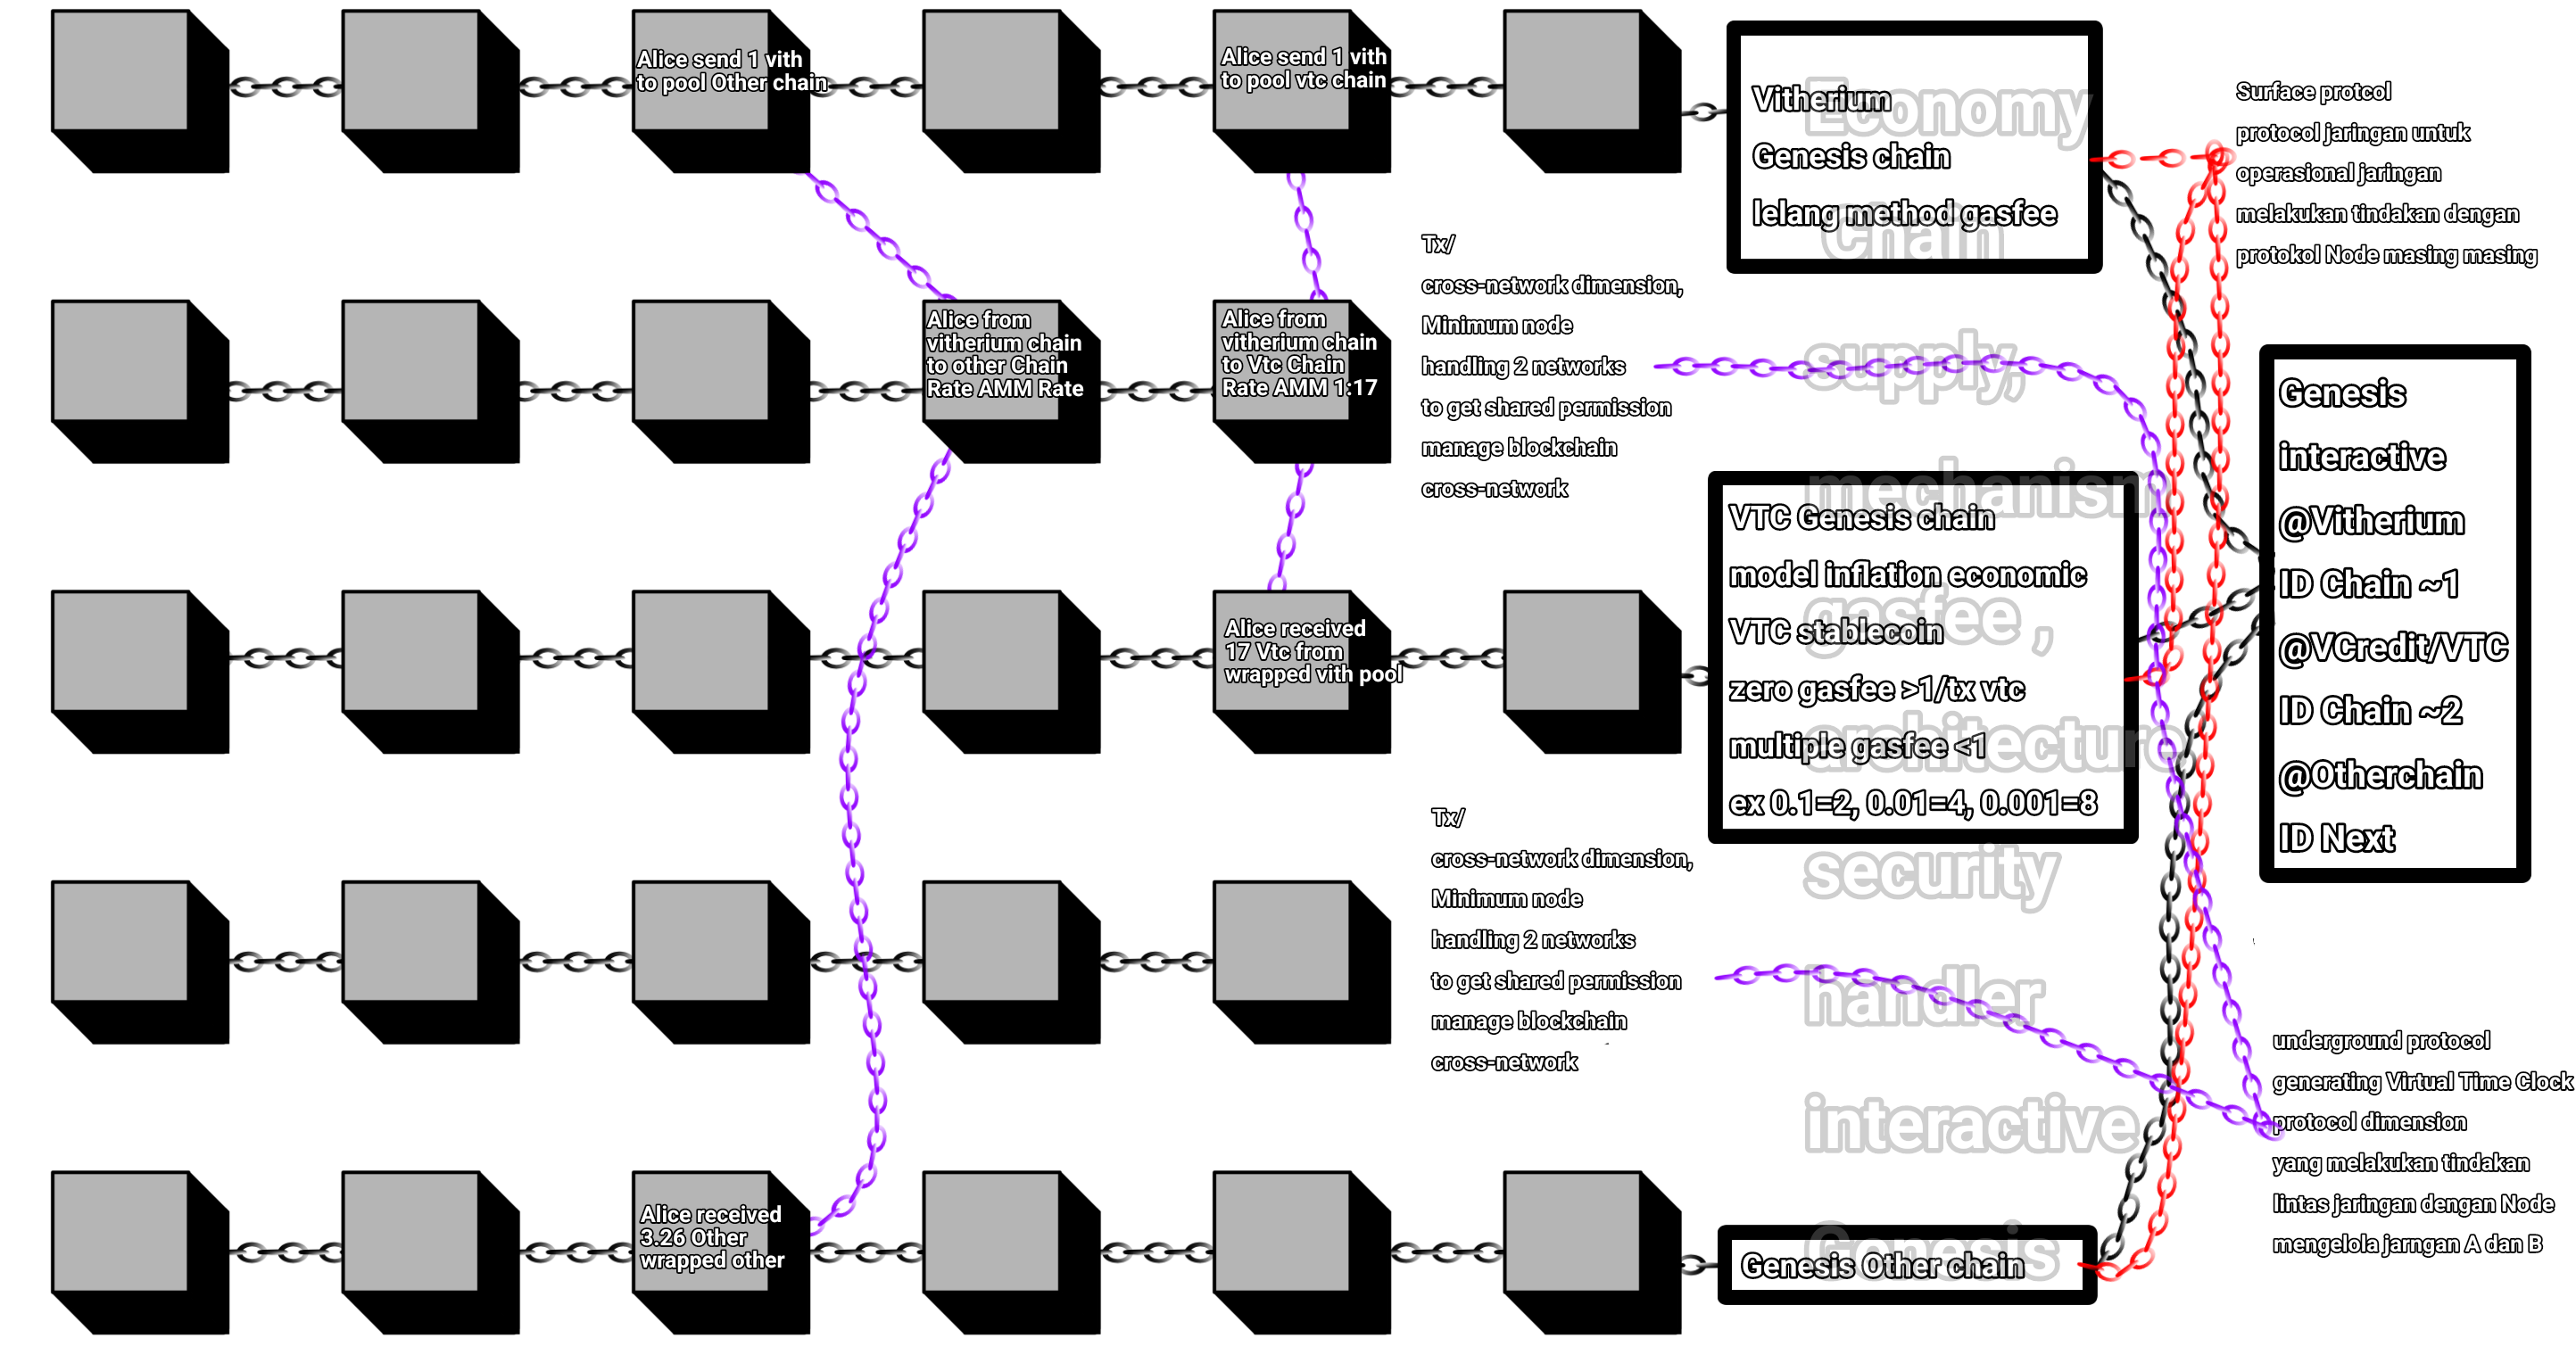 Alice send 1 vith
to pool Other chain
Alice send 1 vith
to pool vtc chain
Vitherium
Genesis chain
lelang method gasfee
Surface protcol
protocol jaringan untuk
operasional jaringan
melakukan tindakan dengan
protokol Node masing masing
Alice from
vitherium chain
to other Chain
Rate AMM Rate
Alice from
vitherium chain
to Vtc Chain
Rate AMM 1:17
Tx/
cross-network dimension,
Minimum node
handling 2 networks
to get shared permission
manage blockchain
cross-network
Economy
Chain
supply,
mechanism
gasfee ,
architecture
security
handler
interactive
Genesis
VTC Genesis chain
model inflation economic
VTC stablecoin
zero gasfee >1/tx vtc
multiple gasfee <1
ex 0.1=2, 0.01=4, 0.001=8
Genesis
interactive
@Vitherium
ID Chain ~1
@VCredit/VTC
ID Chain ~2
@Otherchain
ID Next
Alice received
17 Vtc from
wrapped vith pool
Tx/
cross-network dimension,
Minimum node
handling 2 networks
to get shared permission
manage blockchain
cross-network
underground protocol
generating Virtual Time Clock
protocol dimension
yang melakukan tindakan
lintas jaringan dengan Node
mengelola jarngan A dan B
Alice received
3.26 Other
wrapped other
Genesis Other chain